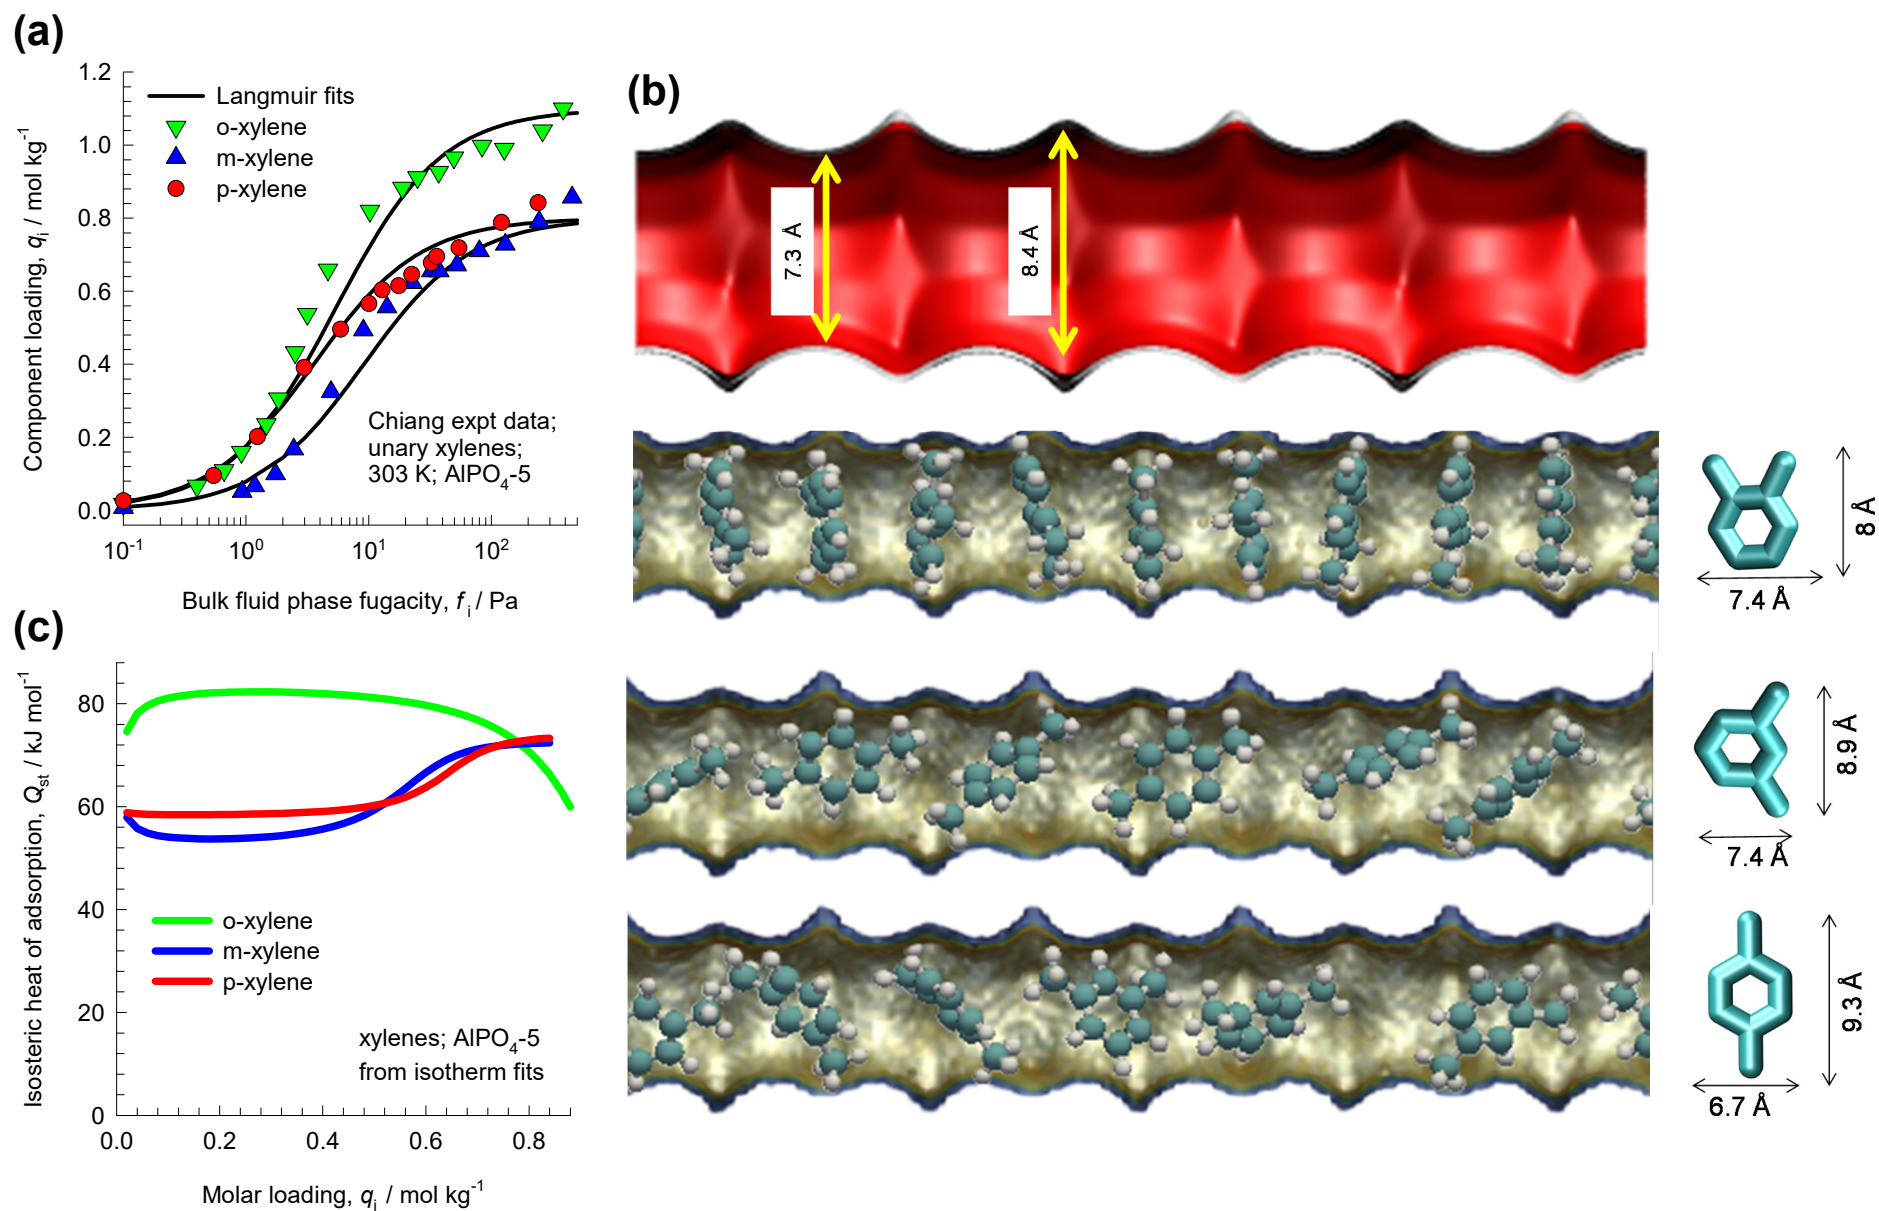 (a)
1.2
1.0
0.8
0.6
0.4
0.2
0.0
Component loading, qi / mol kg-1
Langmuir fits
o-xylene
m-xylene
p-xylene
Chiang expt data;
unary xylenes;
303 K; AlPO4-5
10-1
100
101
102
Bulk fluid phase fugacity, fi / Pa
(b)
7.3 Å
8.4 Å
8 Å
7.4 Å
8.9 Å
7.4 Å
9.3 Å
6.7 Å
(c)
80
60
40
20
0
Isosteric heat of adsorption, Qst / kJ mol-1
o-xylene
m-xylene
p-xylene
xylenes; AlPO4-5
from isotherm fits
0.0
0.2
0.4
0.6
0.8
Molar loading, qi / mol kg-1